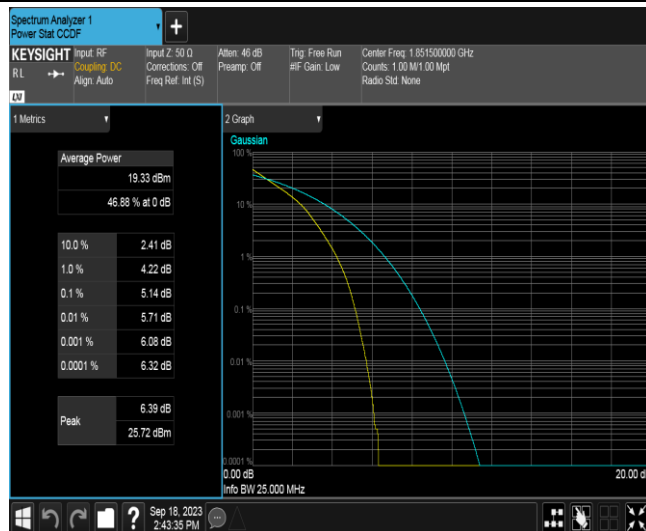 Spectrum Analyzer 1
Power Stat CCDF
+
KEYSIGHT
RL
Input: RF
Coupling: DC
Align: Auto
Input Z: 50 Ω
Corrections: Off
Freq Ref: Int (S)
Atten: 46 dB
Preamp: Off
Trig: Free Run
#IF Gain: Low
Center Freq: 1.851500000 GHz
Counts: 1.00 M/1.00 Mpt
Radio Std: None
1 Metrics
Average Power
19.33 dBm
46.88 % at 0 dB
10.0 % 2.41 dB
1.0 % 4.22 dB
0.1 % 5.14 dB
0.01 % 5.71 dB
0.001 % 6.08 dB
0.0001 % 6.32 dB
Peak
6.39 dB
25.72 dBm
2 Graph
Gaussian
100 %
10 %
1 %
0.1 %
0.01 %
0.001 %
0.0001 %
0.00 dB
20.00 d
Info BW 25.000 MHz
?
Sep 18, 2023
2:43:35 PM